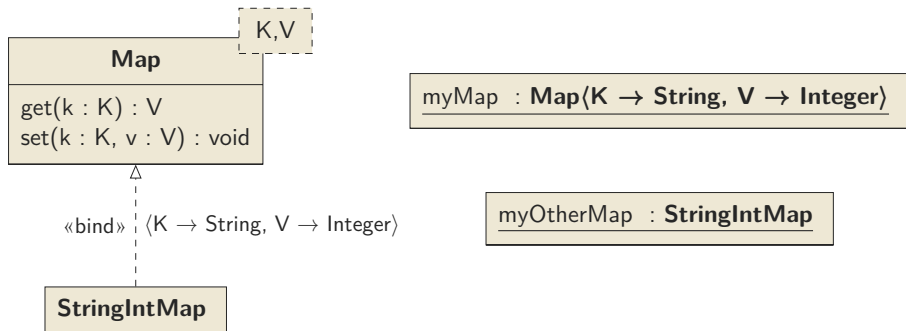 K,V
Map
get(k : K) : V
set(k : K, v : V) : void
«bind» ⟨K → String, V → Integer⟩
StringIntMap
myMap : Map⟨K → String, V → Integer⟩
myOtherMap : StringIntMap